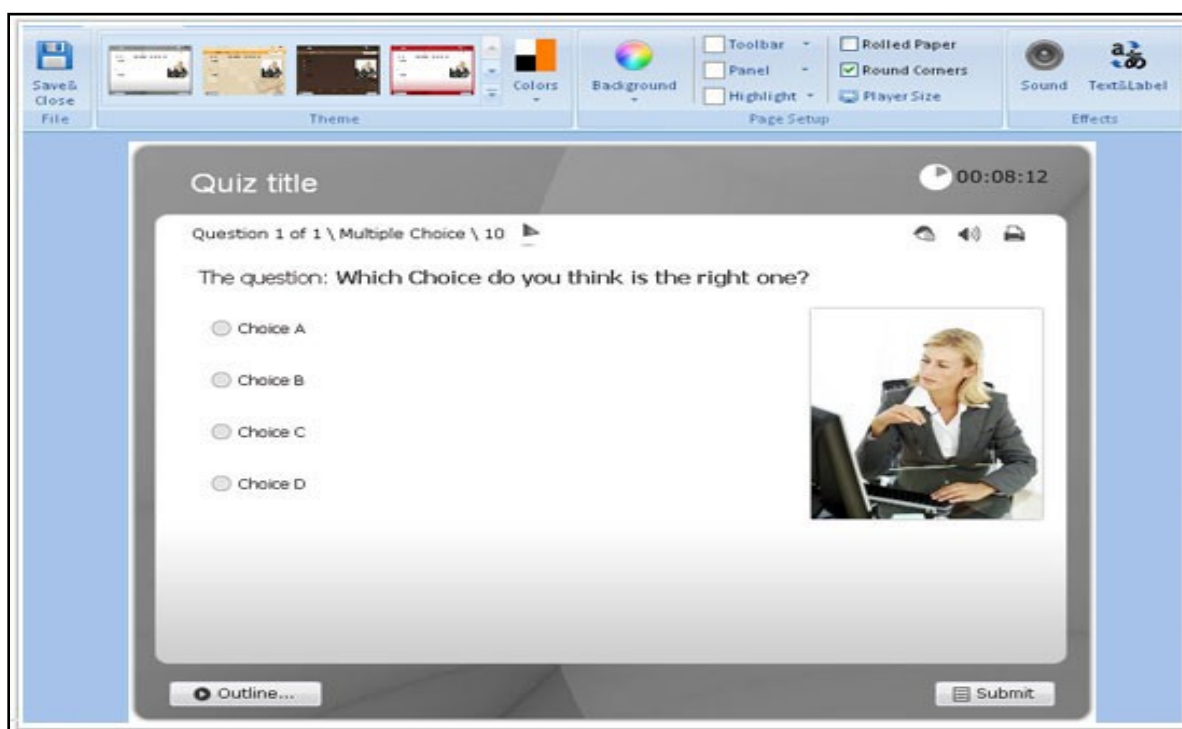 Save&
Close
File
Theme
Colors
Background
Toolbar
Panel
Highlight
Rolled Paper
Round Corners
Player Size
Page Setup
Sound
Text&Label
Effects
Quiz title
00:08:12
Question 1 of 1 \ Multiple Choice \ 10
The question: Which Choice do you think is the right one?
Choice A
Choice B
Choice C
Choice D
Outline...
Submit